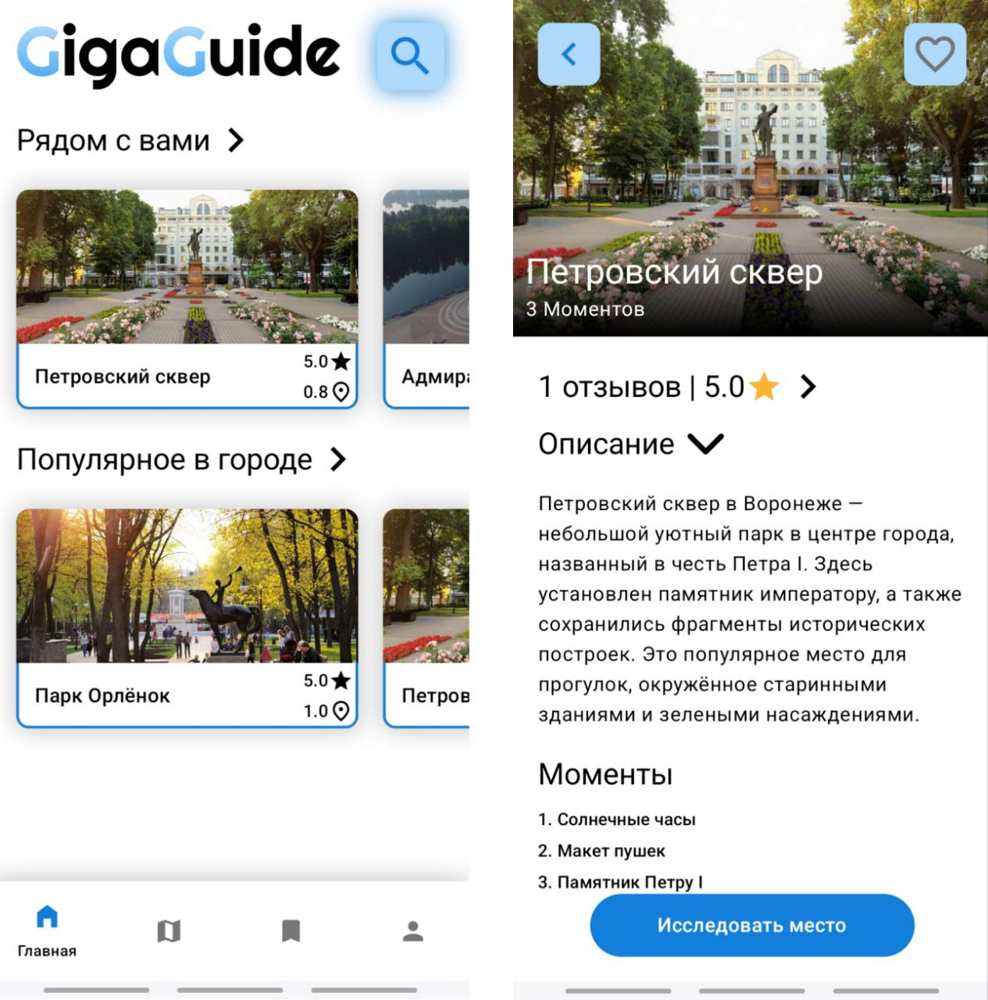 GigaGuide
Рядом с вами
Петровский сквер
5.0
0.8
Популярное в городе
Парк Орлёнок
5.0
1.0
Главная
Петровский сквер
3 Моментов
1 отзывов | 5.0
Описание
Петровский сквер в Воронеже —
небольшой уютный парк в центре города,
названный в честь Петра I. Здесь
установлен памятник императору, а также
сохранились фрагменты исторических
построек. Это популярное место для
прогулок, окружённое старинными
зданиями и зелеными насаждениями.
Моменты
1. Солнечные часы
2. Макет пушек
3. Памятник Петру I
Исследовать место